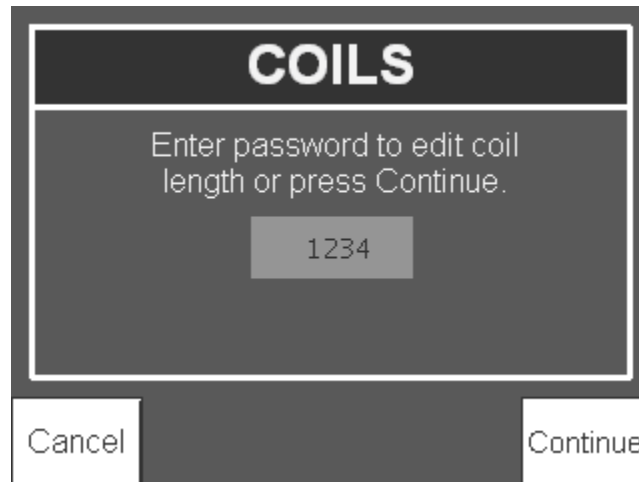 COILS
Enter password to edit coil
length or press Continue.
1234
Cancel
Continue